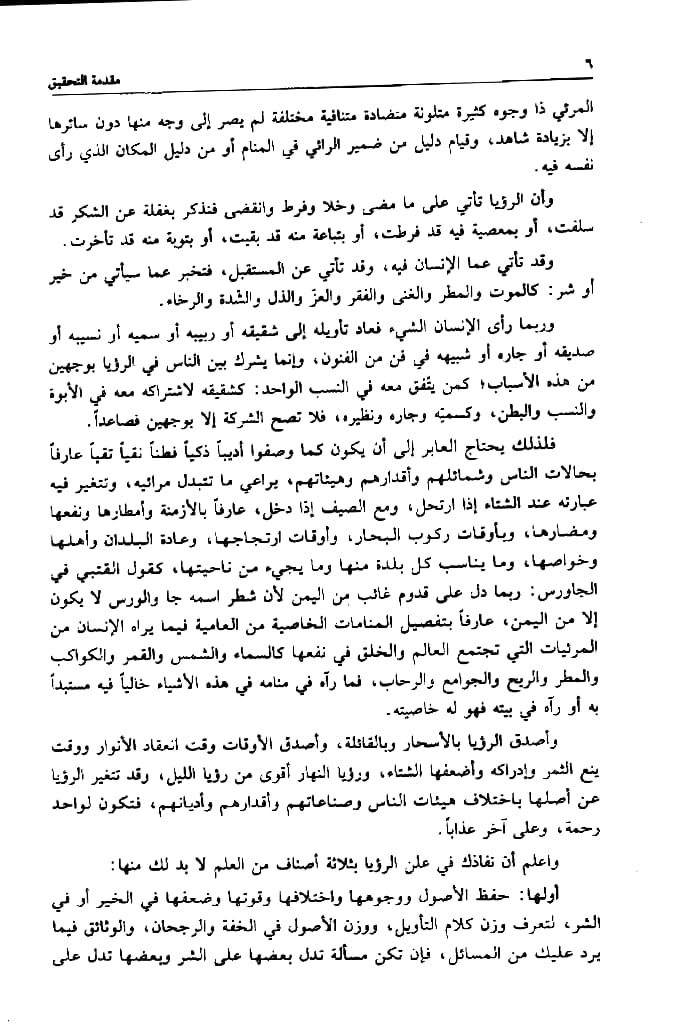 ٦
مقدمة التحقيق
المرئي ذا وجوه كثيرة متلونة متضادة متنافية مختلفة لم يصر إلى وجه منها دون سائرها
إلا بزيادة شاهد، وقيام دليل من ضمير الرائي في المنام أو من دليل المكان الذي رأى
نفسه فيه.
وأن الرؤيا تأتي على ما مضى وخلا وفرط وانقضى فنذكر بغفلة عن الشكر قد
سلفت، أو بمعصية فيه قد فرطت، أو بتباعة منه قد بقيت، أو بتوبة منه قد تأخرت.
وقد تأتي عما الإنسان فيه، وقد تأتي عن المستقبل، فتخبر عما سيأتي من خير
أو شر: كالموت والمطر والغنى والفقر والعزّ والذل والشّدة والرخاء.
وربما رأى الإنسان الشيء فعاد تأويله إلى شقيقه أو ربيبه أو سميه أر نسيبه أو
صديقه أو جاره أو شبيهه في فن من الفنون، وإنما يشرك بين الناس في الرؤيا بوجهين
من هذه الأسباب؛ كمن يتّفق معه في النسب الواحد: كشقيقه لاشتراكه معه في الأبوة
والنسب والبطن، وكسميّه وجاره ونظيره، فلا تصح الشركة إلا بوجهين فصاعداً.
فلذلك يحتاج العابر إلى أن يكون كما وصفوا أديباً ذكياً فطناً نقياً تقياً عارفاً
بحالات الناس وشمائلهم وأقدارهم وهيئاتهم، يراعي ما تتبدل مرائيه، وتتغير فيه
عبارته عند الشتاء إذا ارتحل، ومع الصيف إذا دخل، عارفاً بالأزمنة وأمطارها ونفعها
ومضارها، وبأوقات ركوب البحار، وأوقات ارتجاجها، وعادة البلدان وأهلها
وخواصها، وما يناسب كل بلدة منها وما يجيء من ناحيتها، كقول القتبي في
الجاورس: ربما دل على قدوم غائب من اليمن لأن شطر اسمه جا والورس لا يكون
إلا من اليمن، عارفاً بتفصيل المنامات الخاصية من العامية فيما يراه الإنسان من
المرئيات التي تجتمع العالم والخلق في نفعها كالسماء والشمس والقمر والكواكب
والمطر والريح والجوامع والرحاب، فما رآه في منامه في هذه الأشياء خالياً فيه مستبداً
به أو رآه في بيته فهو له خاصيته.
وأصدق الرؤيا بالأسحار وبالقائلة، وأصدق الأوقات وقت انعقاد الأنوار ووقت
ينع الثمر وإدراكه وأضعفها الشتاء، ورؤيا النهار أقوى من رؤيا الليل، وقد تتغير الرؤيا
عن أصلها باختلاف هيئات الناس وصناعاتهم وأقدارهم وأديانهم، فتكون لواحد
رحمة، وعلى آخر عذاباً.
واعلم أن نفاذك في علن الرؤيا بثلاثة أصناف من العلم لا بد لك منها:
أولها: حفظ الأصول ووجوهها واختلافها وقوتها وضعفها في الخير أو في
الشر، لتعرف وزن كلام التأويل، ووزن الأصول في الخفة والرجحان، والوثائق فيما
يرد عليك من المسائل، فإن تكن مسألة تدل بعضها على الشر وبعضها تدل على